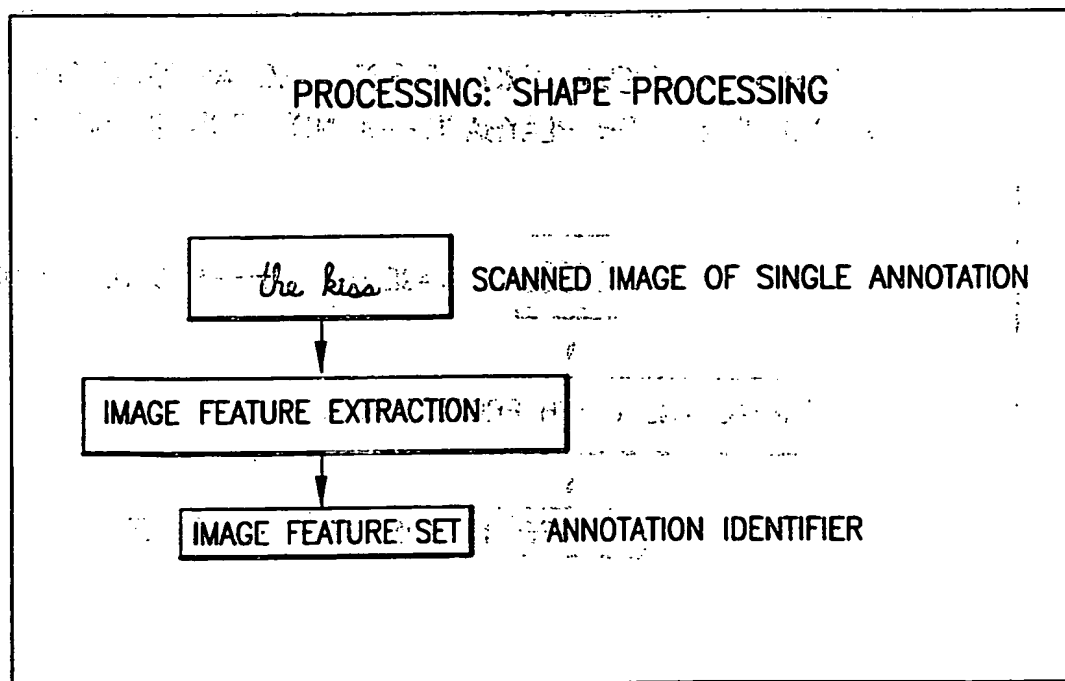 PROCESSING: SHAPE PROCESSING
the kiss
SCANNED IMAGE OF SINGLE ANNOTATION
IMAGE FEATURE EXTRACTION
IMAGE FEATURE SET
ANNOTATION IDENTIFIER